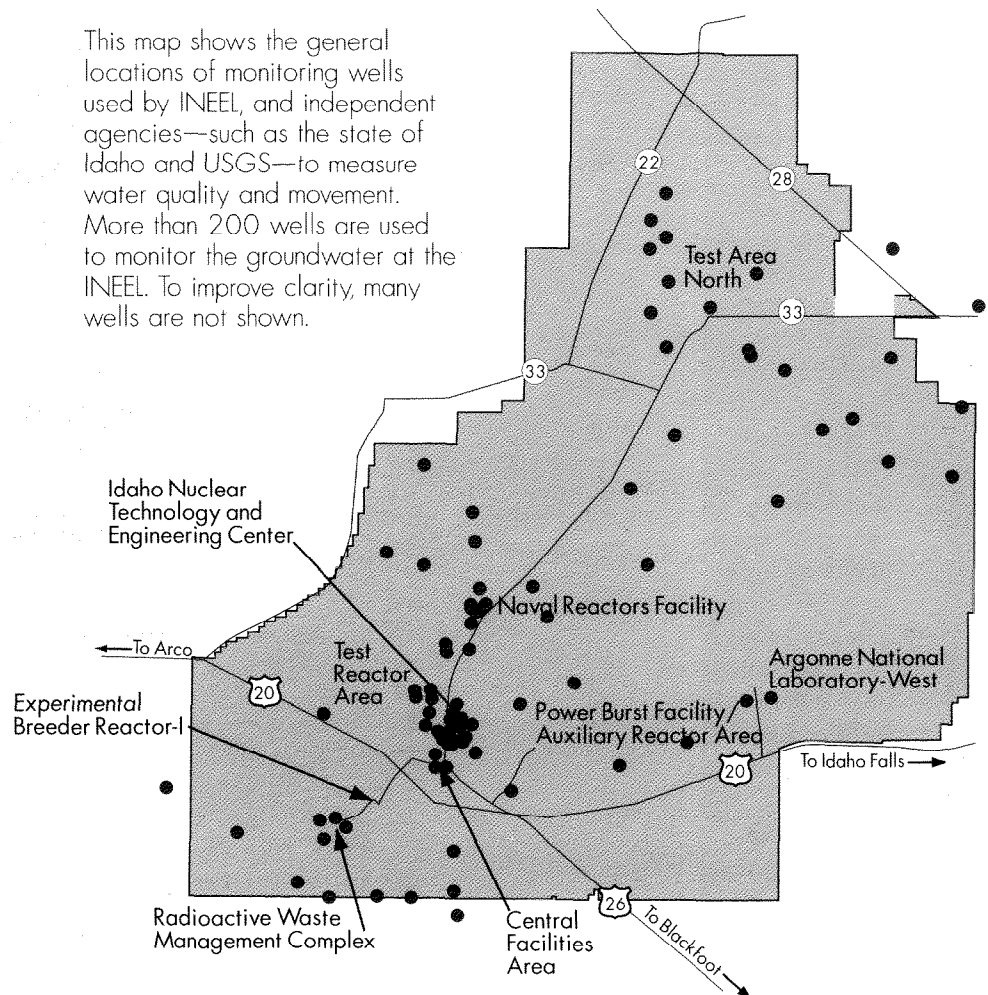 This map shows the general
locations of monitoring wells
used by INEEL, and independent
agencies—such as the state of
Idaho and USGS—to measure
water quality and movement.
More than 200 wells are used
to monitor the groundwater at the
INEEL. To improve clarity, many
wells are not shown.
22
28
Test Area
North
33
33
Idaho Nuclear
Technology and
Engineering Center
Naval Reactors Facility
To Arco
Test
Reactor
Area
20
Argonne National
Laboratory-West
Experimental
Breeder Reactor-I
Power Burst Facility
Auxiliary Reactor Area
20
To Idaho Falls
Radioactive Waste
Management Complex
Central
Facilities
Area
26
To Blackfoot